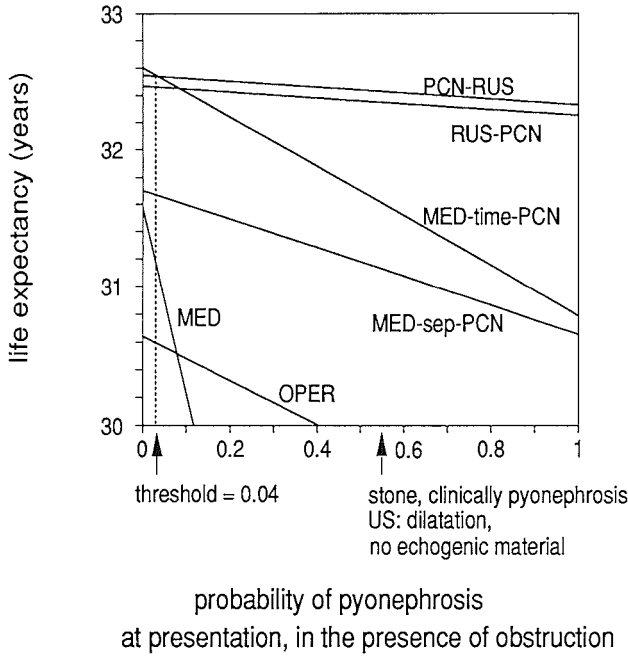 33
32
31
30
life expectancy (years)
PCN-RUS
RUS-PCN
MED-time-PCN
MED-sep-PCN
MED
OPER
0 0.2 0.4 0.6 0.8 1
threshold = 0.04
stone, clinically pyonephrosis
US: dilatation,
no echogenic material
probability of pyonephrosis
at presentation, in the presence of obstruction